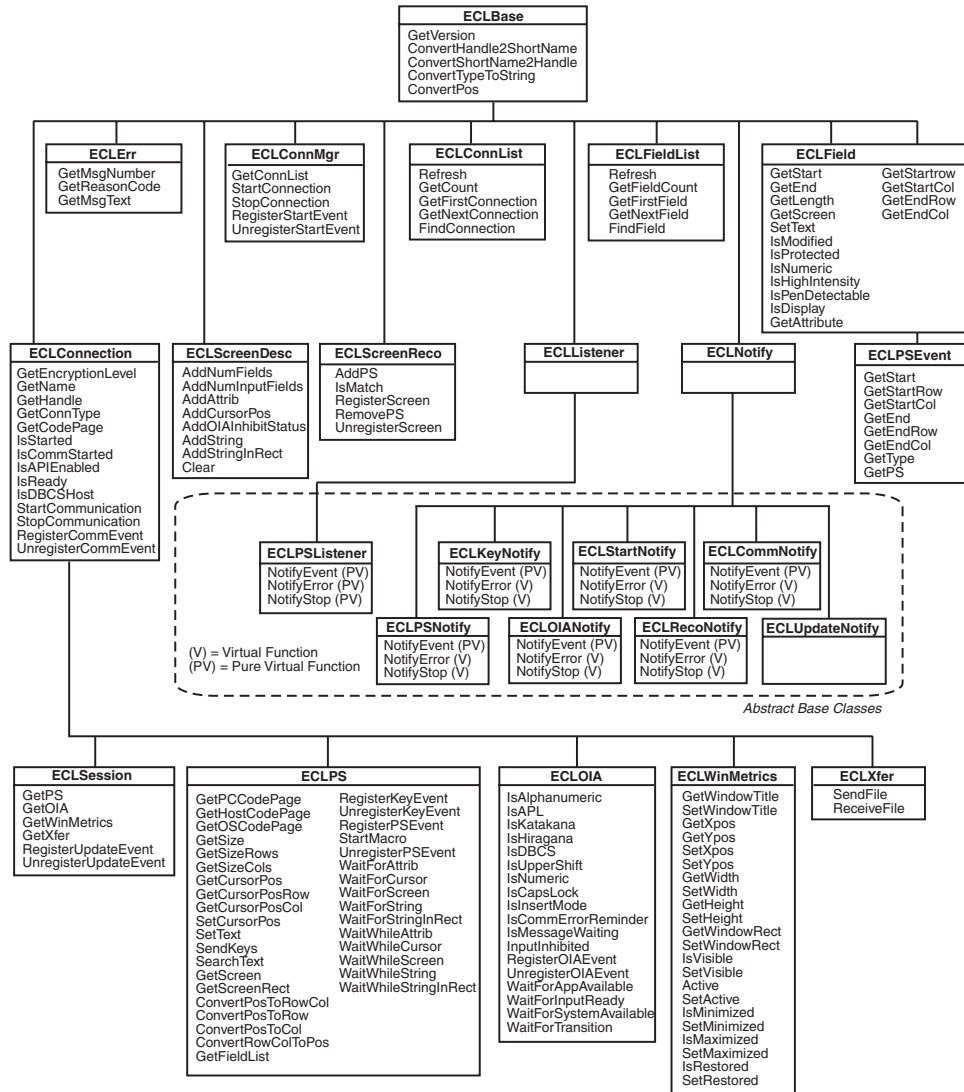 ECLBase
GetVersion
ConvertHandle2ShortName
ConvertShortName2Handle
ConvertTypeToString
ConvertPos
ECLErr
GetMsgNumber
GetReasonCode
GetMsgText
ECLConnMgr
GetConnList
StartConnection
StopConnection
RegisterStartEvent
UnregisterStartEvent
ECLConnList
Refresh
GetCount
GetFirstConnection
GetNextConnection
FindConnection
ECLFieldList
Refresh
GetFieldCount
GetFirstField
GetNextField
FindField
ECLField
GetStart
GetEnd
GetLength
GetScreen
SetText
IsModified
IsProtected
IsNumeric
IsHighIntensity
IsPenDetectable
IsDisplay
GetAttribute
GetStartrow
GetStartCol
GetEndRow
GetEndCol
ECLConnection
GetEncryptionLevel
GetName
GetHandle
GetConnType
GetCodePage
IsStarted
IsCommStarted
IsAPIEnabled
IsReady
IsDBCSHost
StartCommunication
StopCommunication
RegisterCommEvent
UnregisterCommEvent
ECLScreenDesc
AddNumFields
AddNumInputFields
AddAttrib
AddCursorPos
AddOIAInhibitStatus
AddString
AddStringInRect
Clear
ECLScreenReco
AddPS
IsMatch
RegisterScreen
RemovePS
UnregisterScreen
ECLListener
ECLNotify
ECLPSEvent
GetStart
GetStartRow
GetStartCol
GetEnd
GetEndRow
GetEndCol
GetType
GetPS
ECLPSListener
NotifyEvent (PV)
NotifyError (PV)
NotifyStop (PV)
ECLKeyNotify
NotifyEvent (PV)
NotifyError (V)
NotifyStop (V)
ECLStartNotify
NotifyEvent (PV)
NotifyError (V)
NotifyStop (V)
ECLCommNotify
NotifyEvent (PV)
NotifyError (V)
NotifyStop (V)
ECLPSNotify
NotifyEvent (PV)
NotifyError (V)
NotifyStop (V)
ECLOIANotify
NotifyEvent (PV)
NotifyError (V)
NotifyStop (V)
ECLRecoNotify
NotifyEvent (PV)
NotifyError (V)
NotifyStop (V)
ECLUpdateNotify
(V) = Virtual Function
(PV) = Pure Virtual Function
Abstract Base Classes
ECLSession
GetPS
GetOIA
GetWinMetrics
GetXfer
RegisterUpdateEvent
UnregisterUpdateEvent
ECLPS
GetPCCodePage
GetHostCodePage
GetOSCodePage
GetSize
GetSizeRows
GetSizeCols
GetCursorPos
GetCursorPosRow
GetCursorPosCol
SetCursorPos
SetText
SendKeys
SearchText
GetScreen
GetScreenRect
ConvertPosToRowCol
ConvertPosToRow
ConvertPosToCol
ConvertRowColToPos
GetFieldList
RegisterKeyEvent
UnregisterKeyEvent
RegisterPSEvent
StartMacro
UnregisterPSEvent
WaitForAttrib
WaitForCursor
WaitForScreen
WaitForString
WaitForStringInRect
WaitWhileAttrib
WaitWhileCursor
WaitWhileScreen
WaitWhileString
WaitWhileStringInRect
ECLOIA
IsAlphanumeric
IsAPL
IsKatakana
IsHiragana
IsDBCS
IsUpperShift
IsNumeric
IsCapsLock
IsInsertMode
IsCommErrorReminder
IsMessageWaiting
InputInhibited
RegisterOIAEvent
UnregisterOIAEvent
WaitForAppAvailable
WaitForInputReady
WaitForSystemAvailable
WaitForTransition
ECLWinMetrics
GetWindowTitle
SetWindowTitle
GetXpos
GetYpos
SetXpos
SetYpos
GetWidth
SetWidth
GetHeight
SetHeight
GetWindowRect
SetWindowRect
IsVisible
SetVisible
Active
SetActive
IsMinimized
SetMinimized
IsMaximized
SetMaximized
IsRestored
SetRestored
ECLXfer
SendFile
ReceiveFile